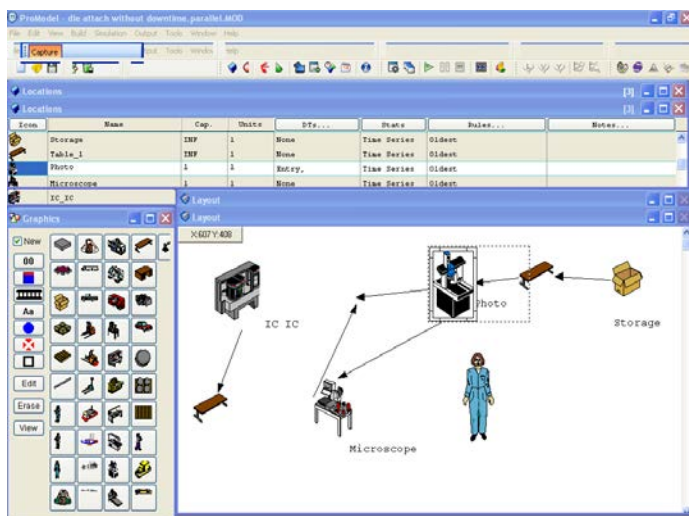 ProModel - die attach without downtime.parallel.MOD
File Edit View Build Simulation Output Tools Window Help
Capture
Locations
[3]
Locations
[3]
Icon Name Cap. Units DTs... Stats Rules... Notes...
Storage INF 1 None Time Series Oldest
Table_1 INF 1 None Time Series Oldest
Photo 1 1 Entry, Time Series Oldest
Microscope 1 1 None Time Series Oldest
IC_IC
Layout
Layout
Graphics
X:607 Y:408
New
00
Aa
Edit
Erase
View
Photo
IC IC
Storage
Microscope